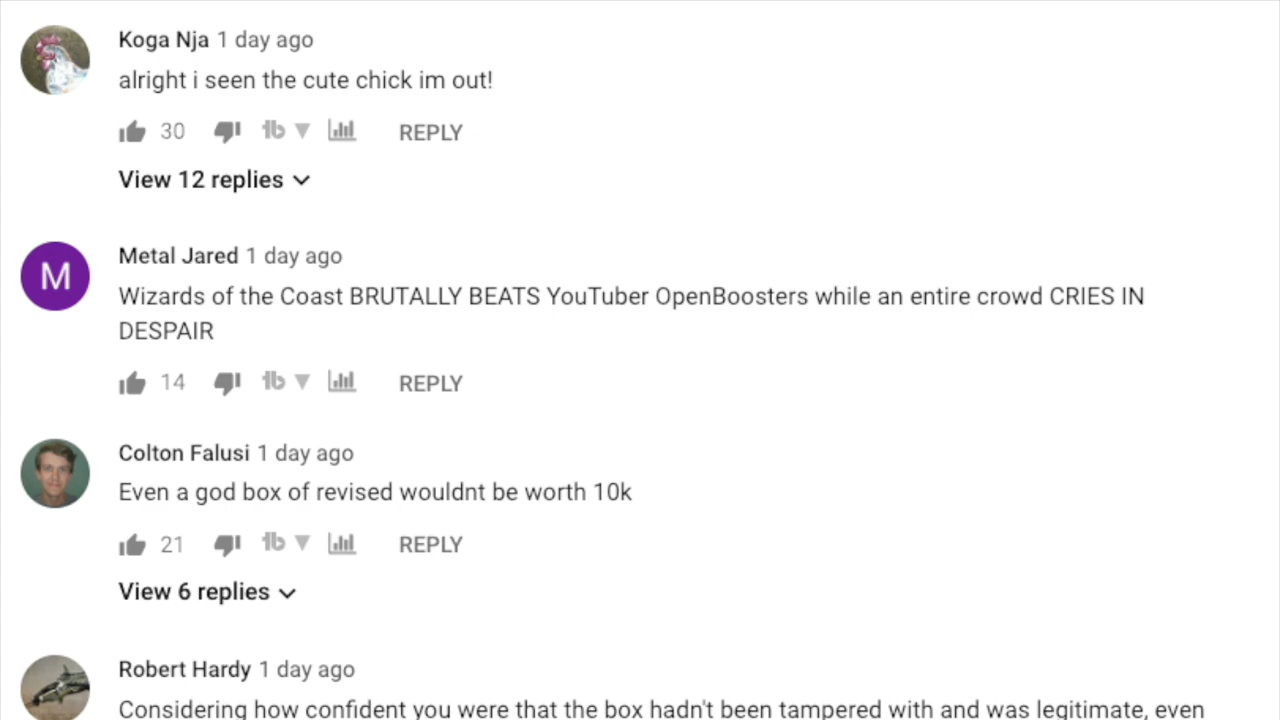 Koga Nja 1 day ago
alright i seen the cute chick im out!
30 REPLY
View 12 replies
M
Metal Jared 1 day ago
Wizards of the Coast BRUTALLY BEATS YouTuber OpenBoosters while an entire crowd CRIES IN
DESPAIR
14 REPLY
Colton Falusi 1 day ago
Even a god box of revised wouldnt be worth 10k
21 REPLY
View 6 replies
Robert Hardy 1 day ago
Considering how confident you were that the box hadn't been tampered with and was legitimate, even